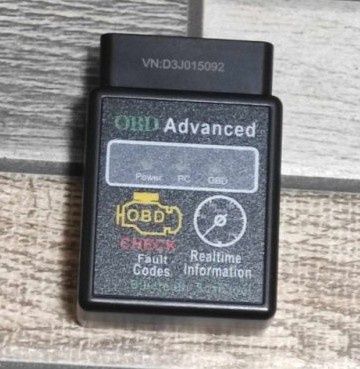 VN:D3J015092
OBD Advanced
Power PC OBD
OBD
CHECK
Fault
Codes
Realtime
Information